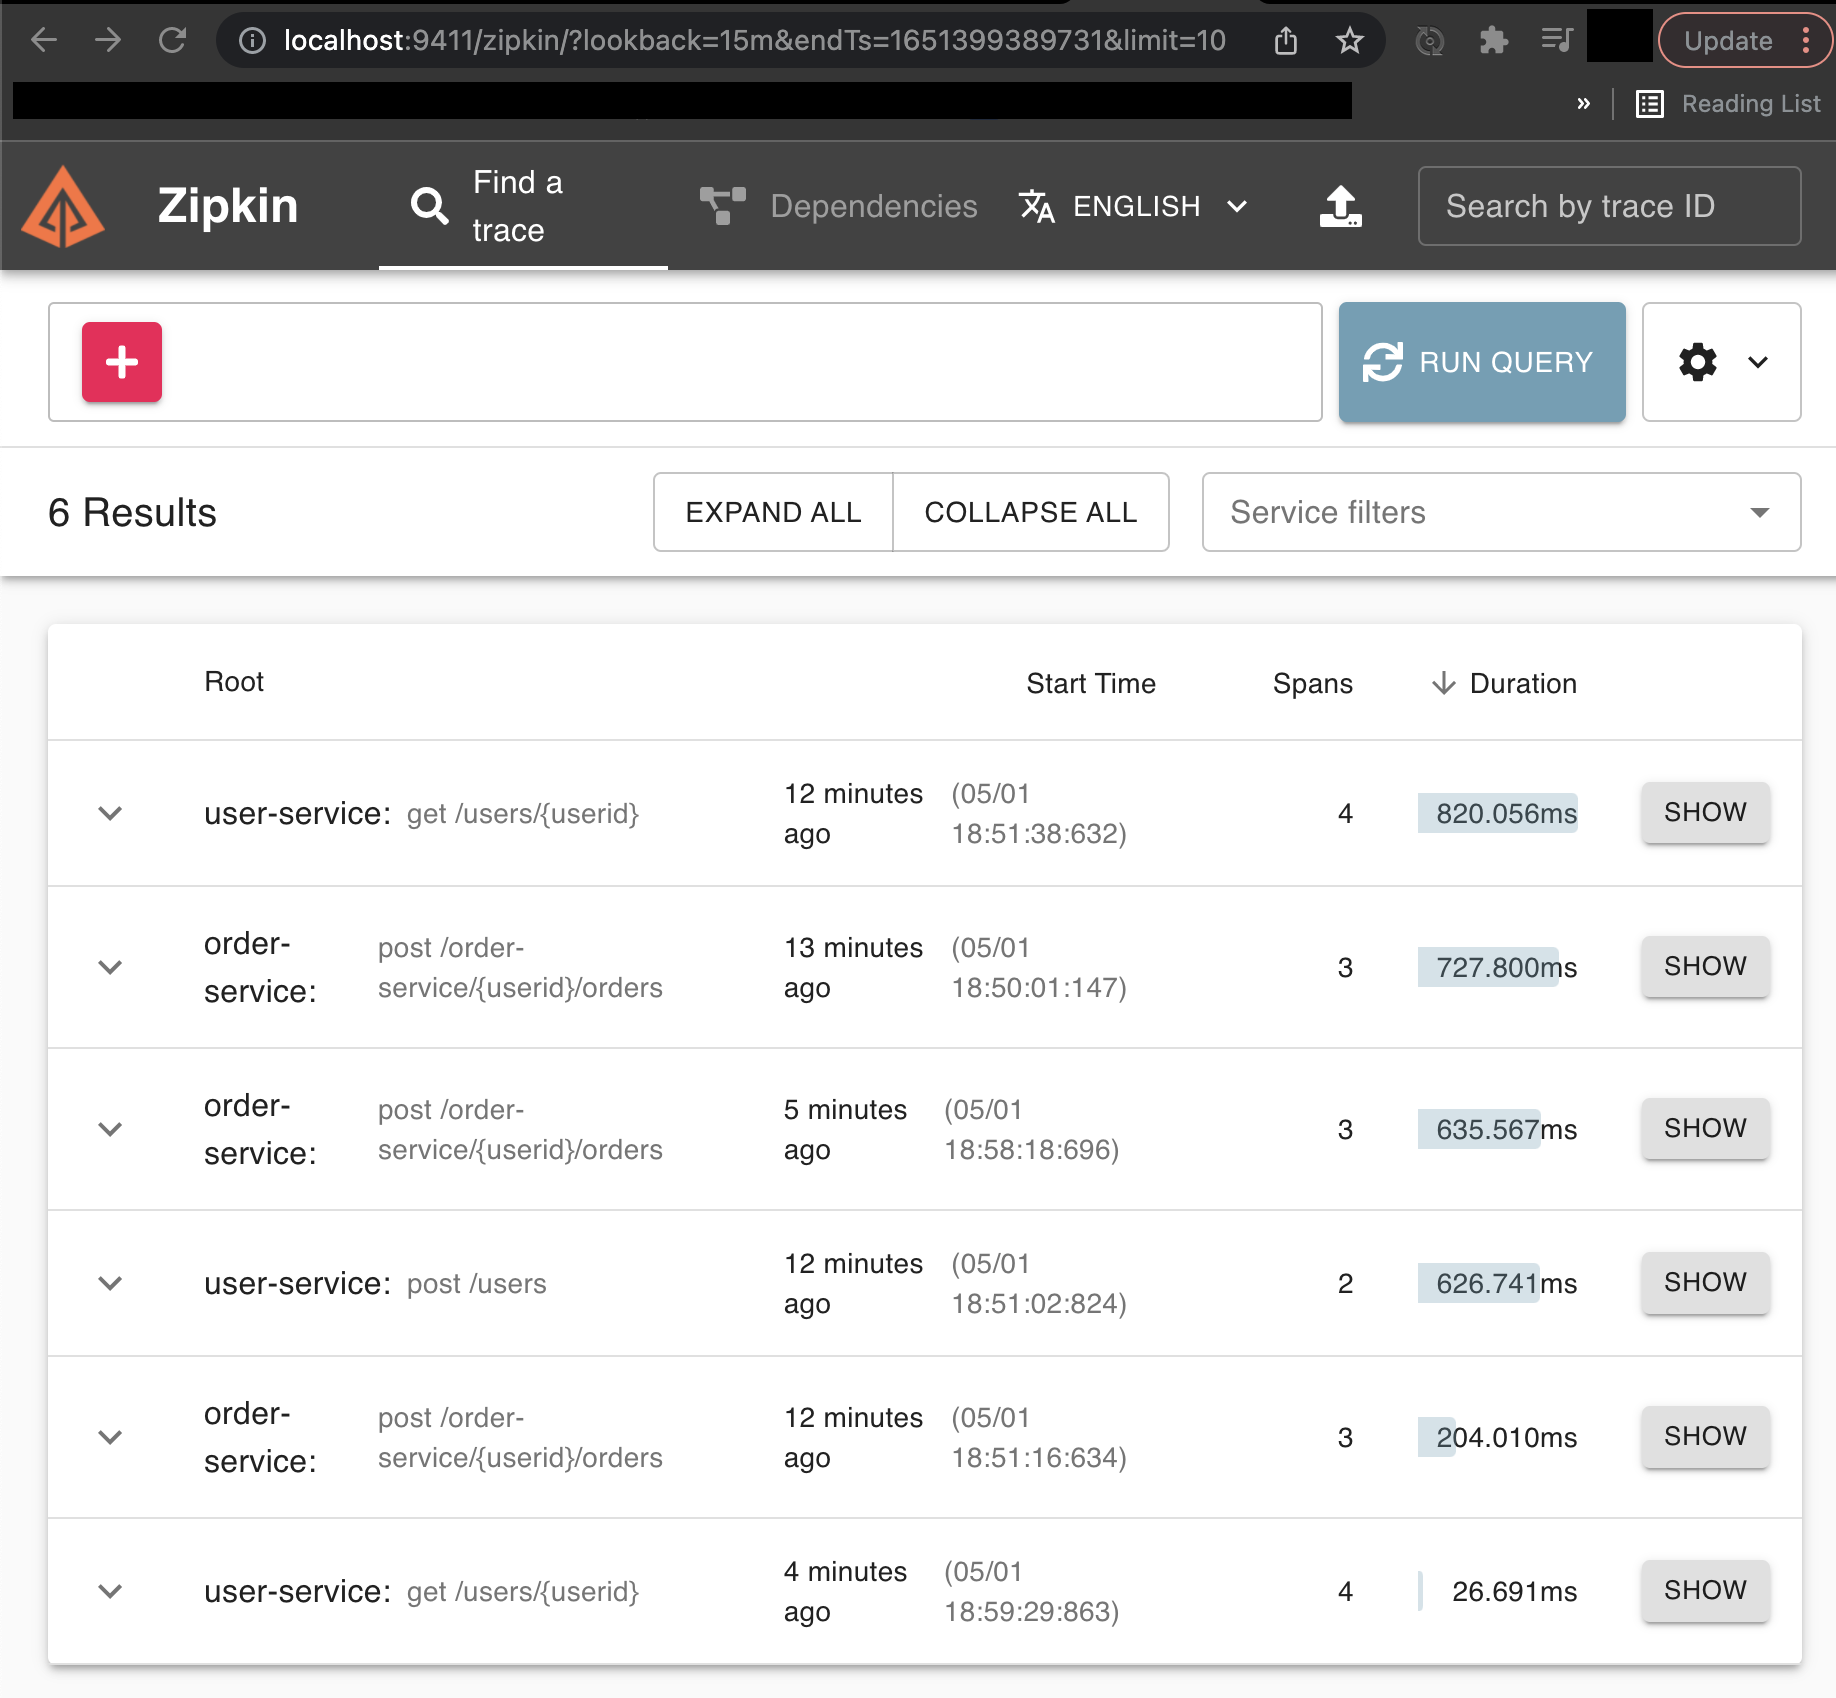 localhost:9411/zipkin/?lookback=15m&endTs=1651399389731&limit=10
Update
»
Reading List
Zipkin
Find a
trace
Dependencies
ENGLISH
Search by trace ID
RUN QUERY
6 Results
EXPAND ALL
COLLAPSE ALL
Service filters
Root
Start Time
Spans
Duration
user-service: get /users/{userid}
12 minutes
ago
(05/01
18:51:38:632)
4
820.056ms
SHOW
order-
service:
post /order-
service/{userid}/orders
13 minutes
ago
(05/01
18:50:01:147)
3
727.800ms
SHOW
order-
service:
post /order-
service/{userid}/orders
5 minutes
ago
(05/01
18:58:18:696)
3
635.567ms
SHOW
user-service: post /users
12 minutes
ago
(05/01
18:51:02:824)
2
626.741ms
SHOW
order-
service:
post /order-
service/{userid}/orders
12 minutes
ago
(05/01
18:51:16:634)
3
204.010ms
SHOW
user-service: get /users/{userid}
4 minutes
ago
(05/01
18:59:29:863)
4
26.691ms
SHOW